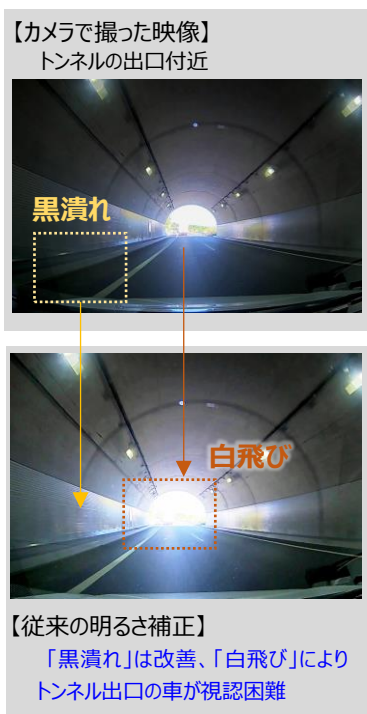 【カメラで撮った映像】
トンネルの出口付近
黒潰れ
白飛び
【従来の明るさ補正】
「黒潰れ」は改善、「白飛び」により
トンネル出口の車が視認困難